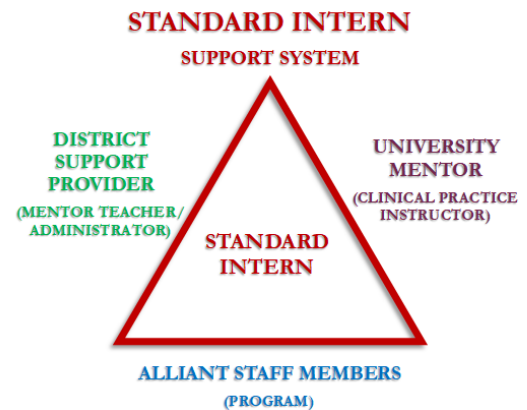 STANDARD INTERN
SUPPORT SYSTEM
DISTRICT
SUPPORT
PROVIDER
(MENTOR TEACHER/
ADMINISTRATOR)
UNIVERSITY
MENTOR
(CLINICAL PRACTICE
INSTRUCTOR)
STANDARD
INTERN
ALLIANT STAFF MEMBERS
(PROGRAM)